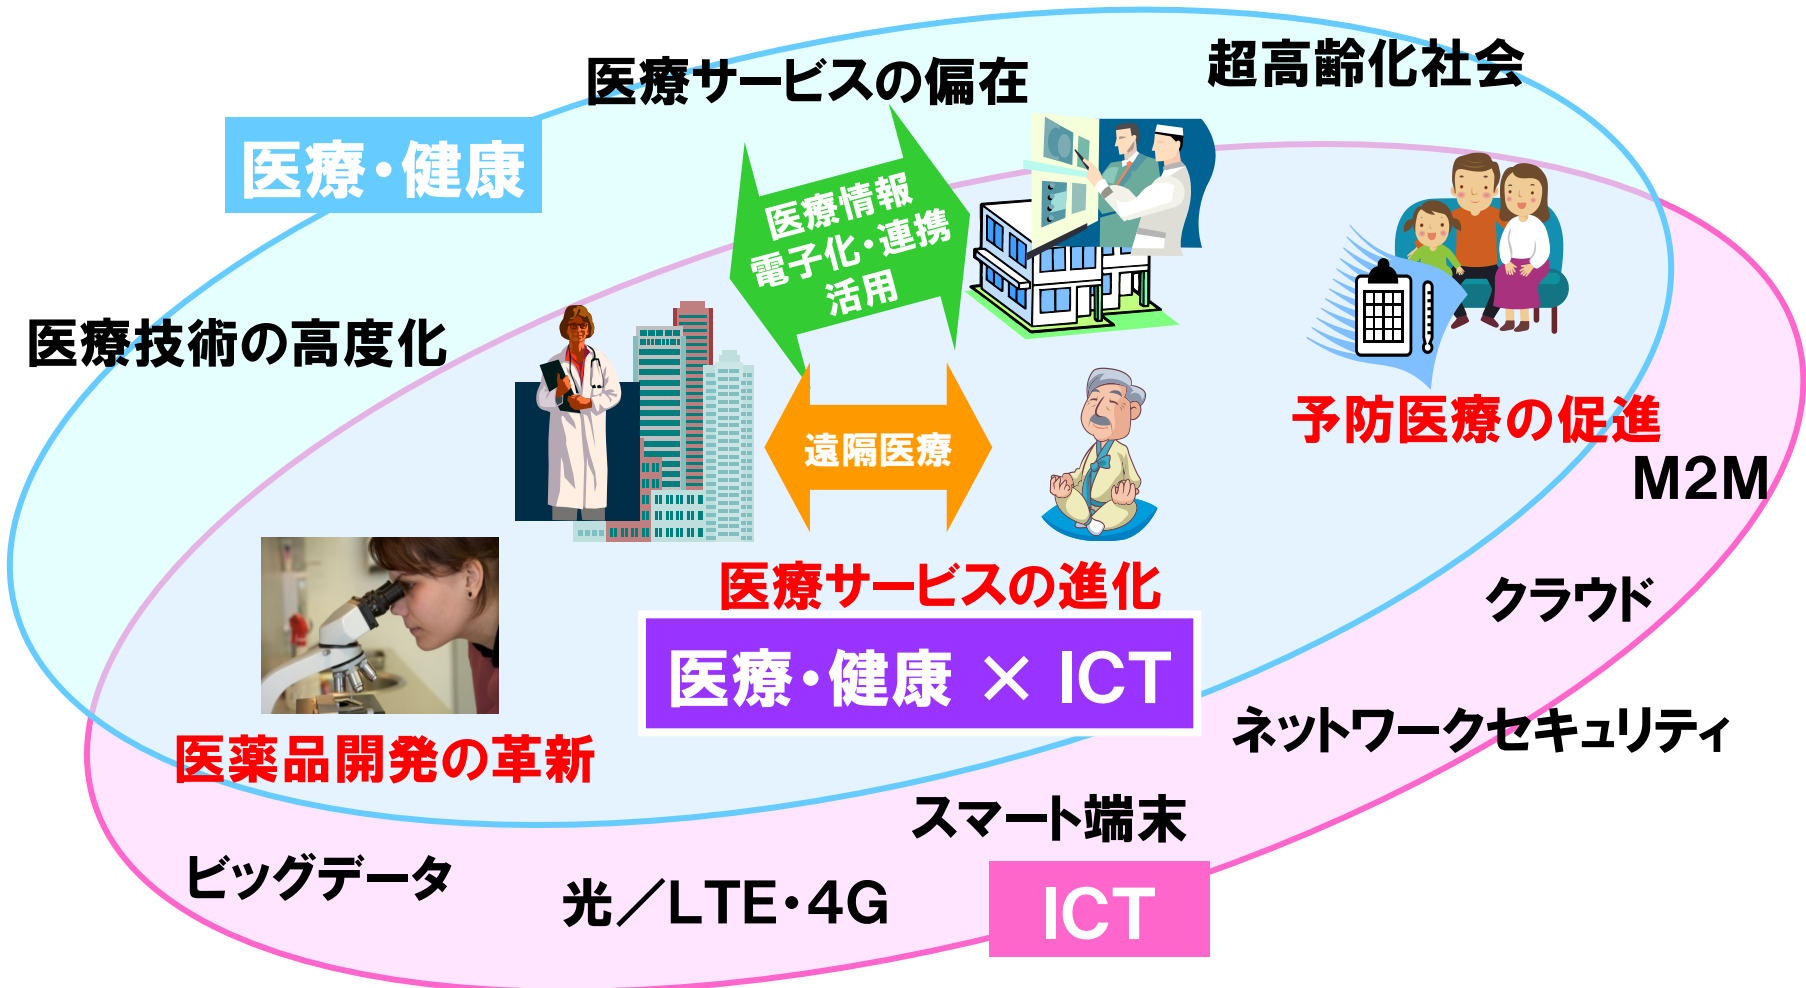 超高齢化社会
医療サービスの偏在
医療・健康
医療情報
電子化・連携
活用
医療技術の高度化
予防医療の促進
遠隔医療
M2M
医療サービスの進化
クラウド
医療・健康 × ICT
ネットワークセキュリティ
医薬品開発の革新
スマート端末
ビッグデータ
光／LTE・4G
ICT